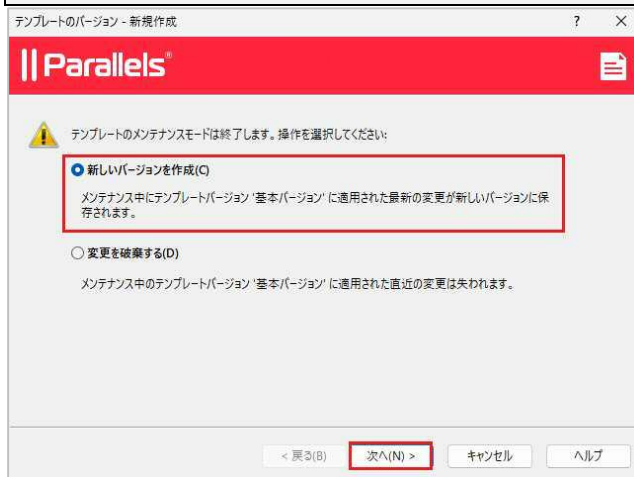 テンプレートのバージョン - 新規作成
? ×
Parallels®
テンプレートのメンテナンスモードは終了します。操作を選択してください:
新しいバージョンを作成(C)
メンテナンス中にテンプレートバージョン '基本バージョン' に適用された最新の変更が新しいバージョンに保
存されます。
変更を破棄する(D)
メンテナンス中のテンプレートバージョン '基本バージョン' に適用された直近の変更は失われます。
< 戻る(B) 次へ(N) > キャンセル ヘルプ